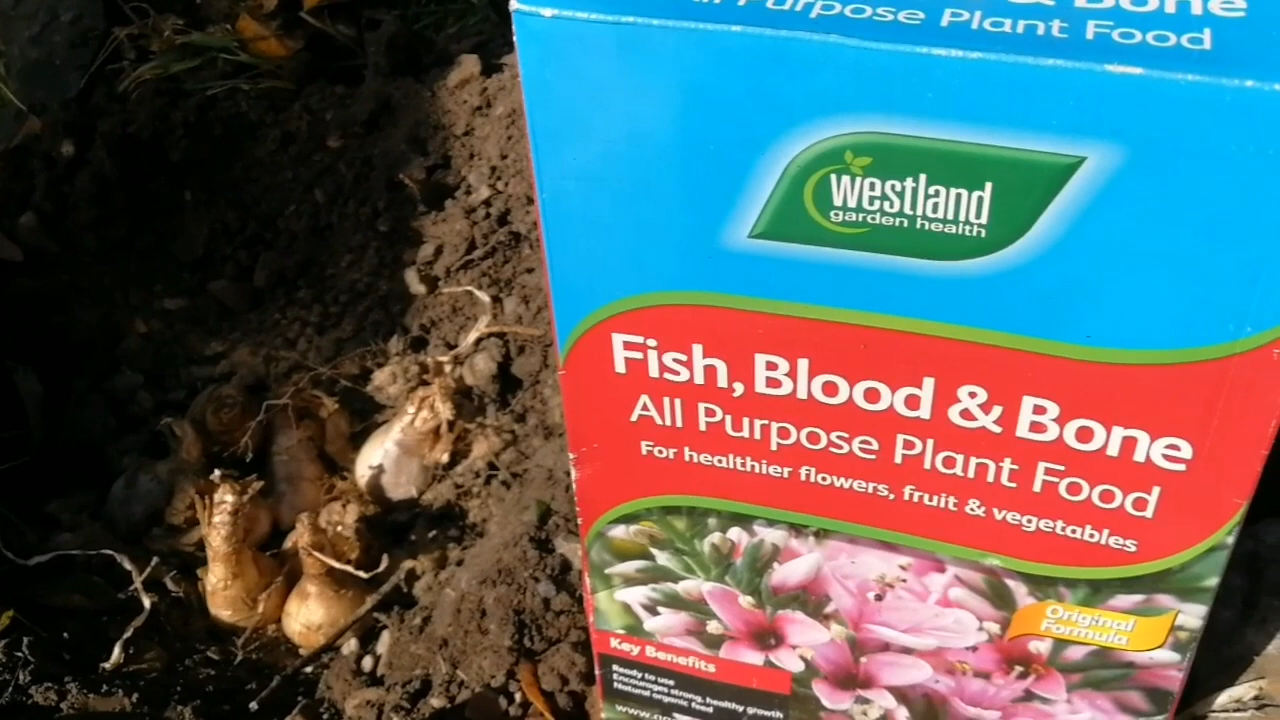 & Bone
Purpose Plant Food
westland
garden health
Fish, Blood & Bone
All Purpose Plant Food
For healthier flowers, fruit & vegetables
Original
Formula
Key Benefits
Ready to use
Encourages strong, healthy growth
Natural organic feed